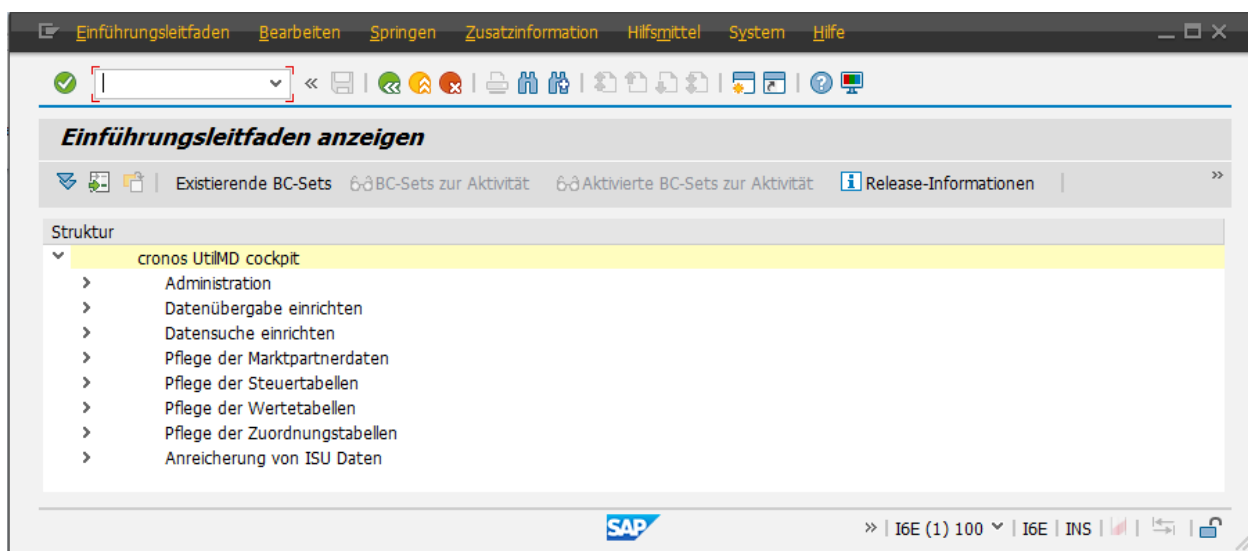 Einführungsleitfaden Bearbeiten Springen Zusatzinformation Hilfsmittel System Hilfe
Einführungsleitfaden anzeigen
Existierende BC-Sets BC-Sets zur Aktivität Aktivierte BC-Sets zur Aktivität Release-Informationen
Struktur
cronos UtilMD cockpit
Administration
Datenübergabe einrichten
Datensuche einrichten
Pflege der Marktpartnerdaten
Pflege der Steuertabellen
Pflege der Wertetabellen
Pflege der Zuordnungstabellen
Anreicherung von ISU Daten
SAP » | I6E (1) 100 | I6E | INS |